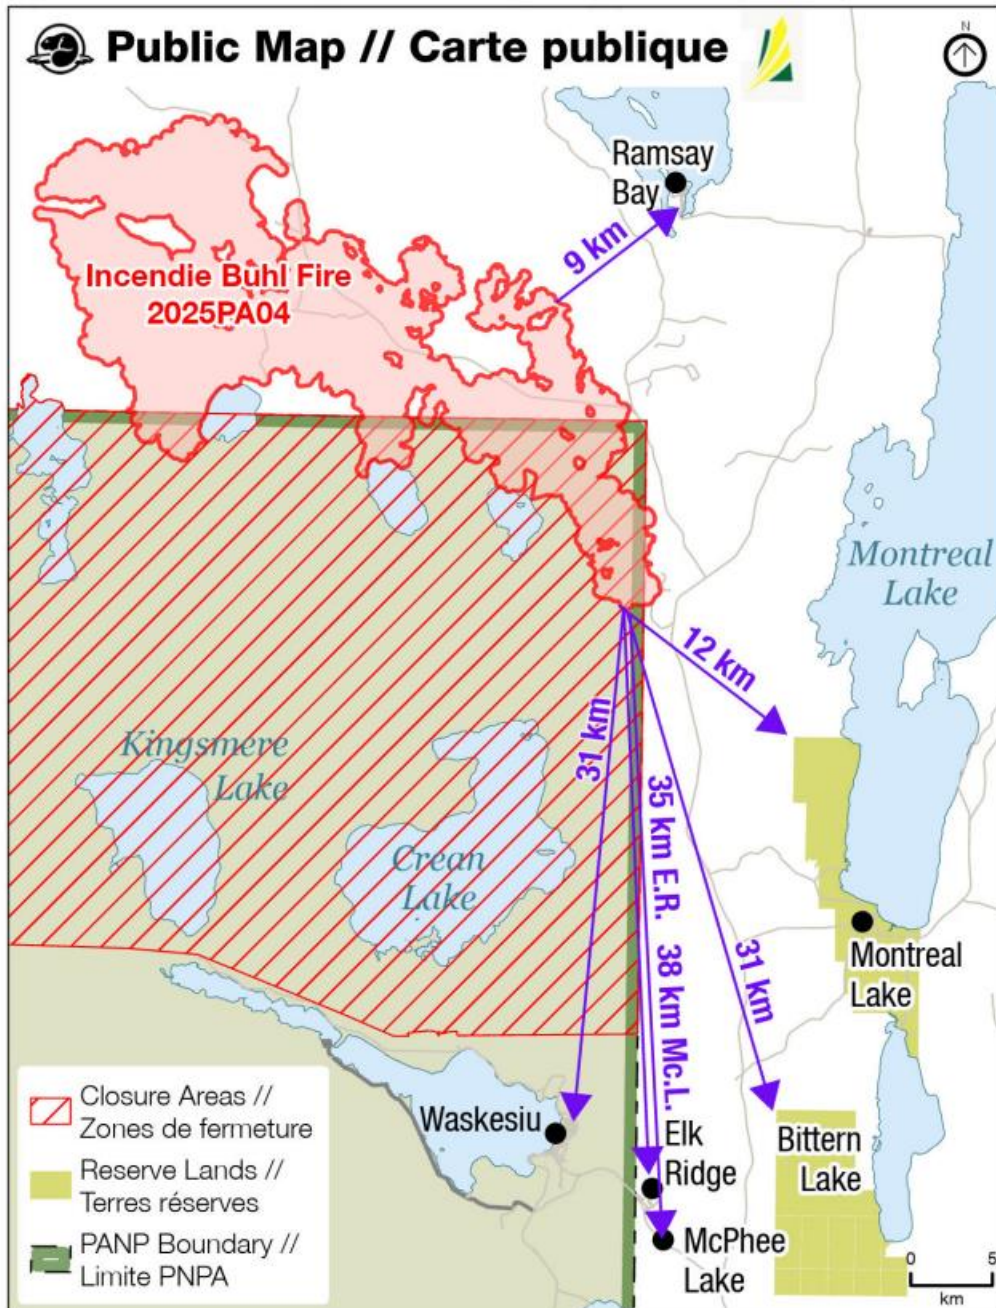 Public Map // Carte publique
N
Ramsay
Bay
9 km
Incendie Buhl Fire
2025PA04
Montreal
Lake
12 km
Kingsmere
Lake
31 km
35 km E.R. 38 km Mc.L.
Crean
Lake
31 km
Montreal
Lake
Closure Areas //
Zones de fermeture
Reserve Lands //
Terres réserves
PANP Boundary //
Limite PNPA
Waskesiu
Elk
Ridge
Bittern
Lake
McPhee
Lake
0 5
km